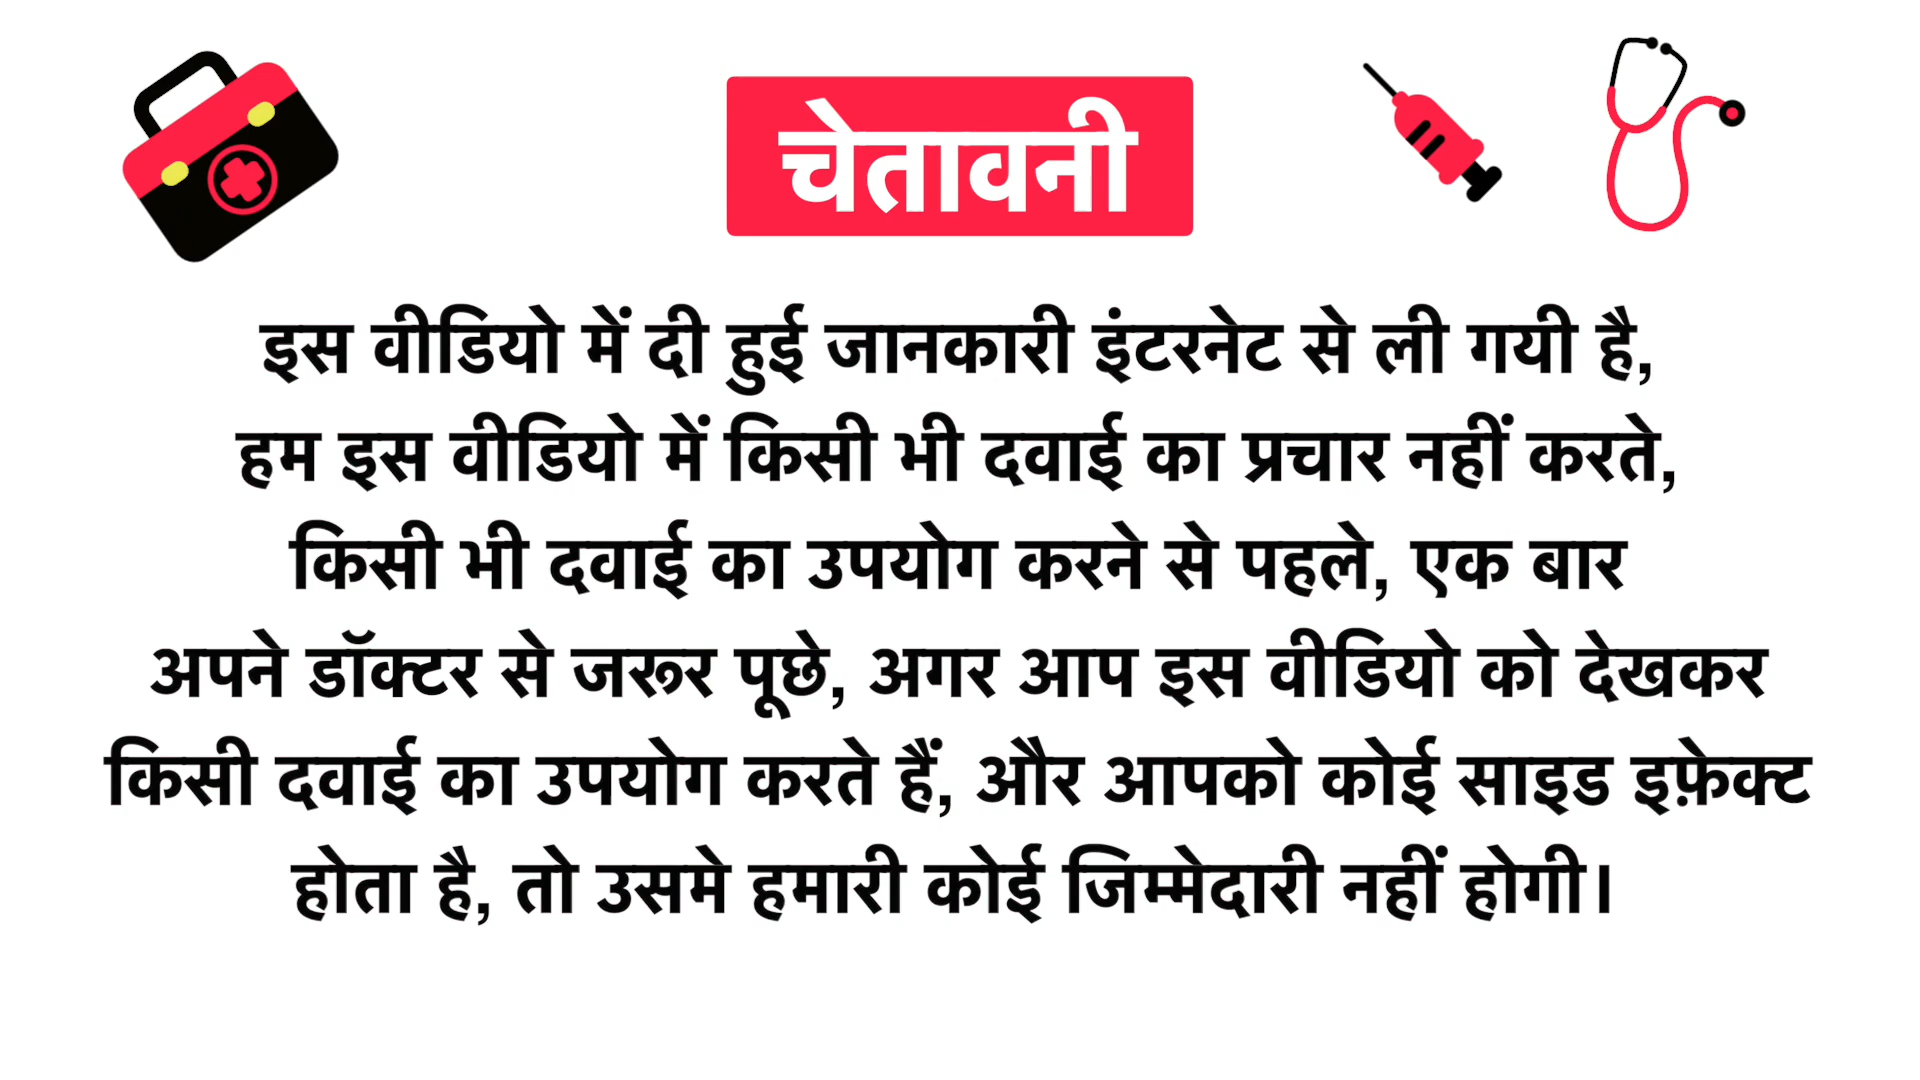 चेतावनी
इस वीडियो में दी हुई जानकारी इंटरनेट से ली गयी है,
हम इस वीडियो में किसी भी दवाई का प्रचार नहीं करते,
किसी भी दवाई का उपयोग करने से पहले, एक बार
अपने डॉक्टर से जरूर पूछे, अगर आप इस वीडियो को देखकर
किसी दवाई का उपयोग करते हैं, और आपको कोई साइड इफ़ेक्ट
होता है, तो उसमे हमारी कोई जिम्मेदारी नहीं होगी।